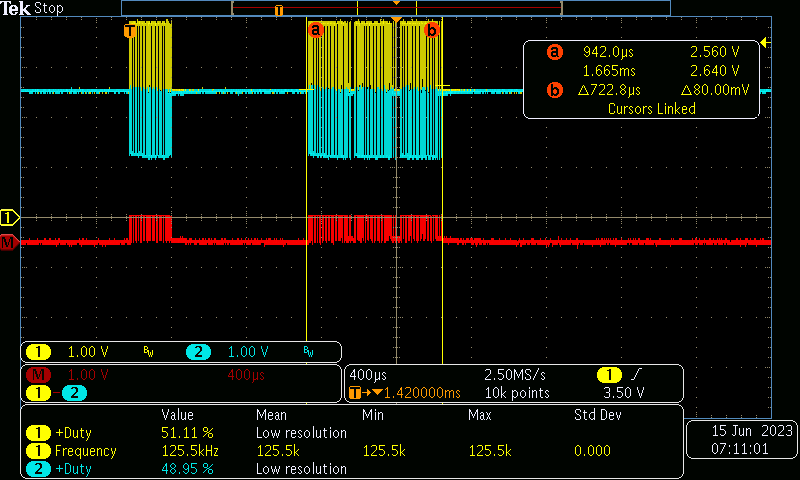 Tek Stop
T
T
a
b
a 942.0µs 2.560 V
1.665ms 2.640 V
b Δ722.8µs Δ80.00mV
Cursors Linked
1
M
1 1.00 V BW 2 1.00 V BW
M 1.00 V 400µs
1 - 2
400µs 2.50MS/s 1 3.50 V
T→▼1.420000ms 10k points
Value Mean Min Max Std Dev
1 +Duty 51.11 % Low resolution
1 Frequency 125.5kHz 125.5k 125.5k 125.5k 0.000
2 +Duty 48.95 % Low resolution
15 Jun 2023
07:11:01